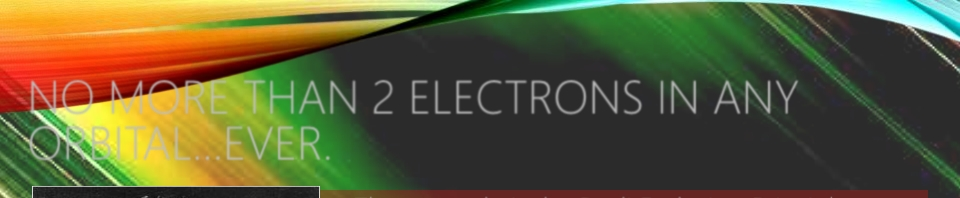 NO MORE THAN 2 ELECTRONS IN ANY
ORBITAL...EVER.